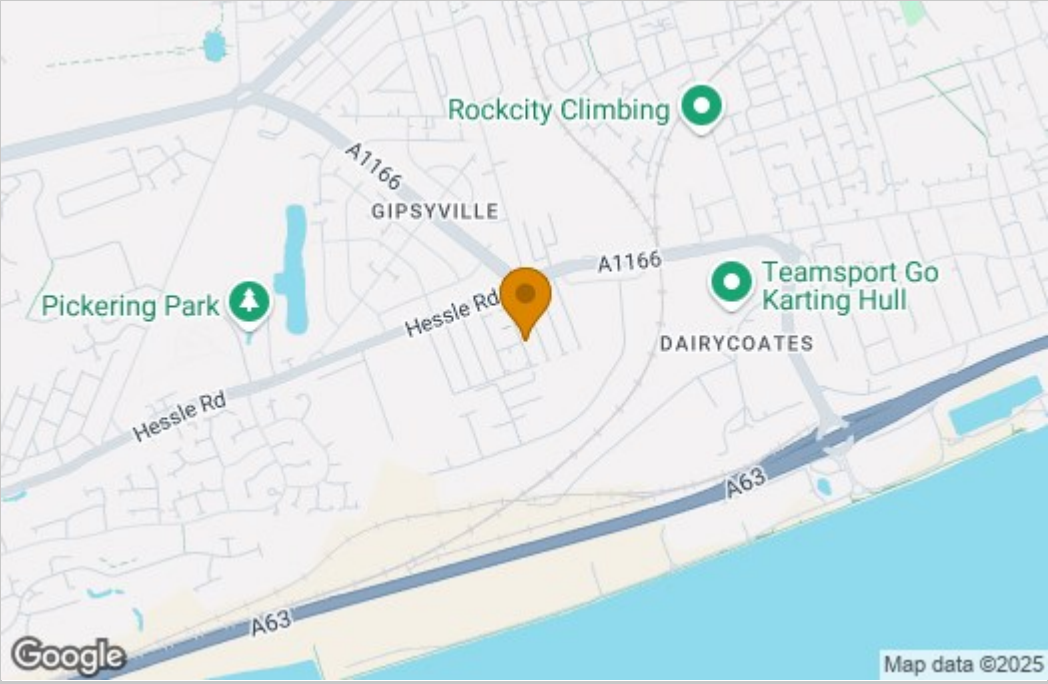 Rockcity Climbing
A1166
GIPSYVILLE
A1166
Teamsport Go
Karting Hull
Pickering Park
Hessle Rd
DAIRYCOATES
Hessle Rd
A63
A63
Google
Map data ©2025